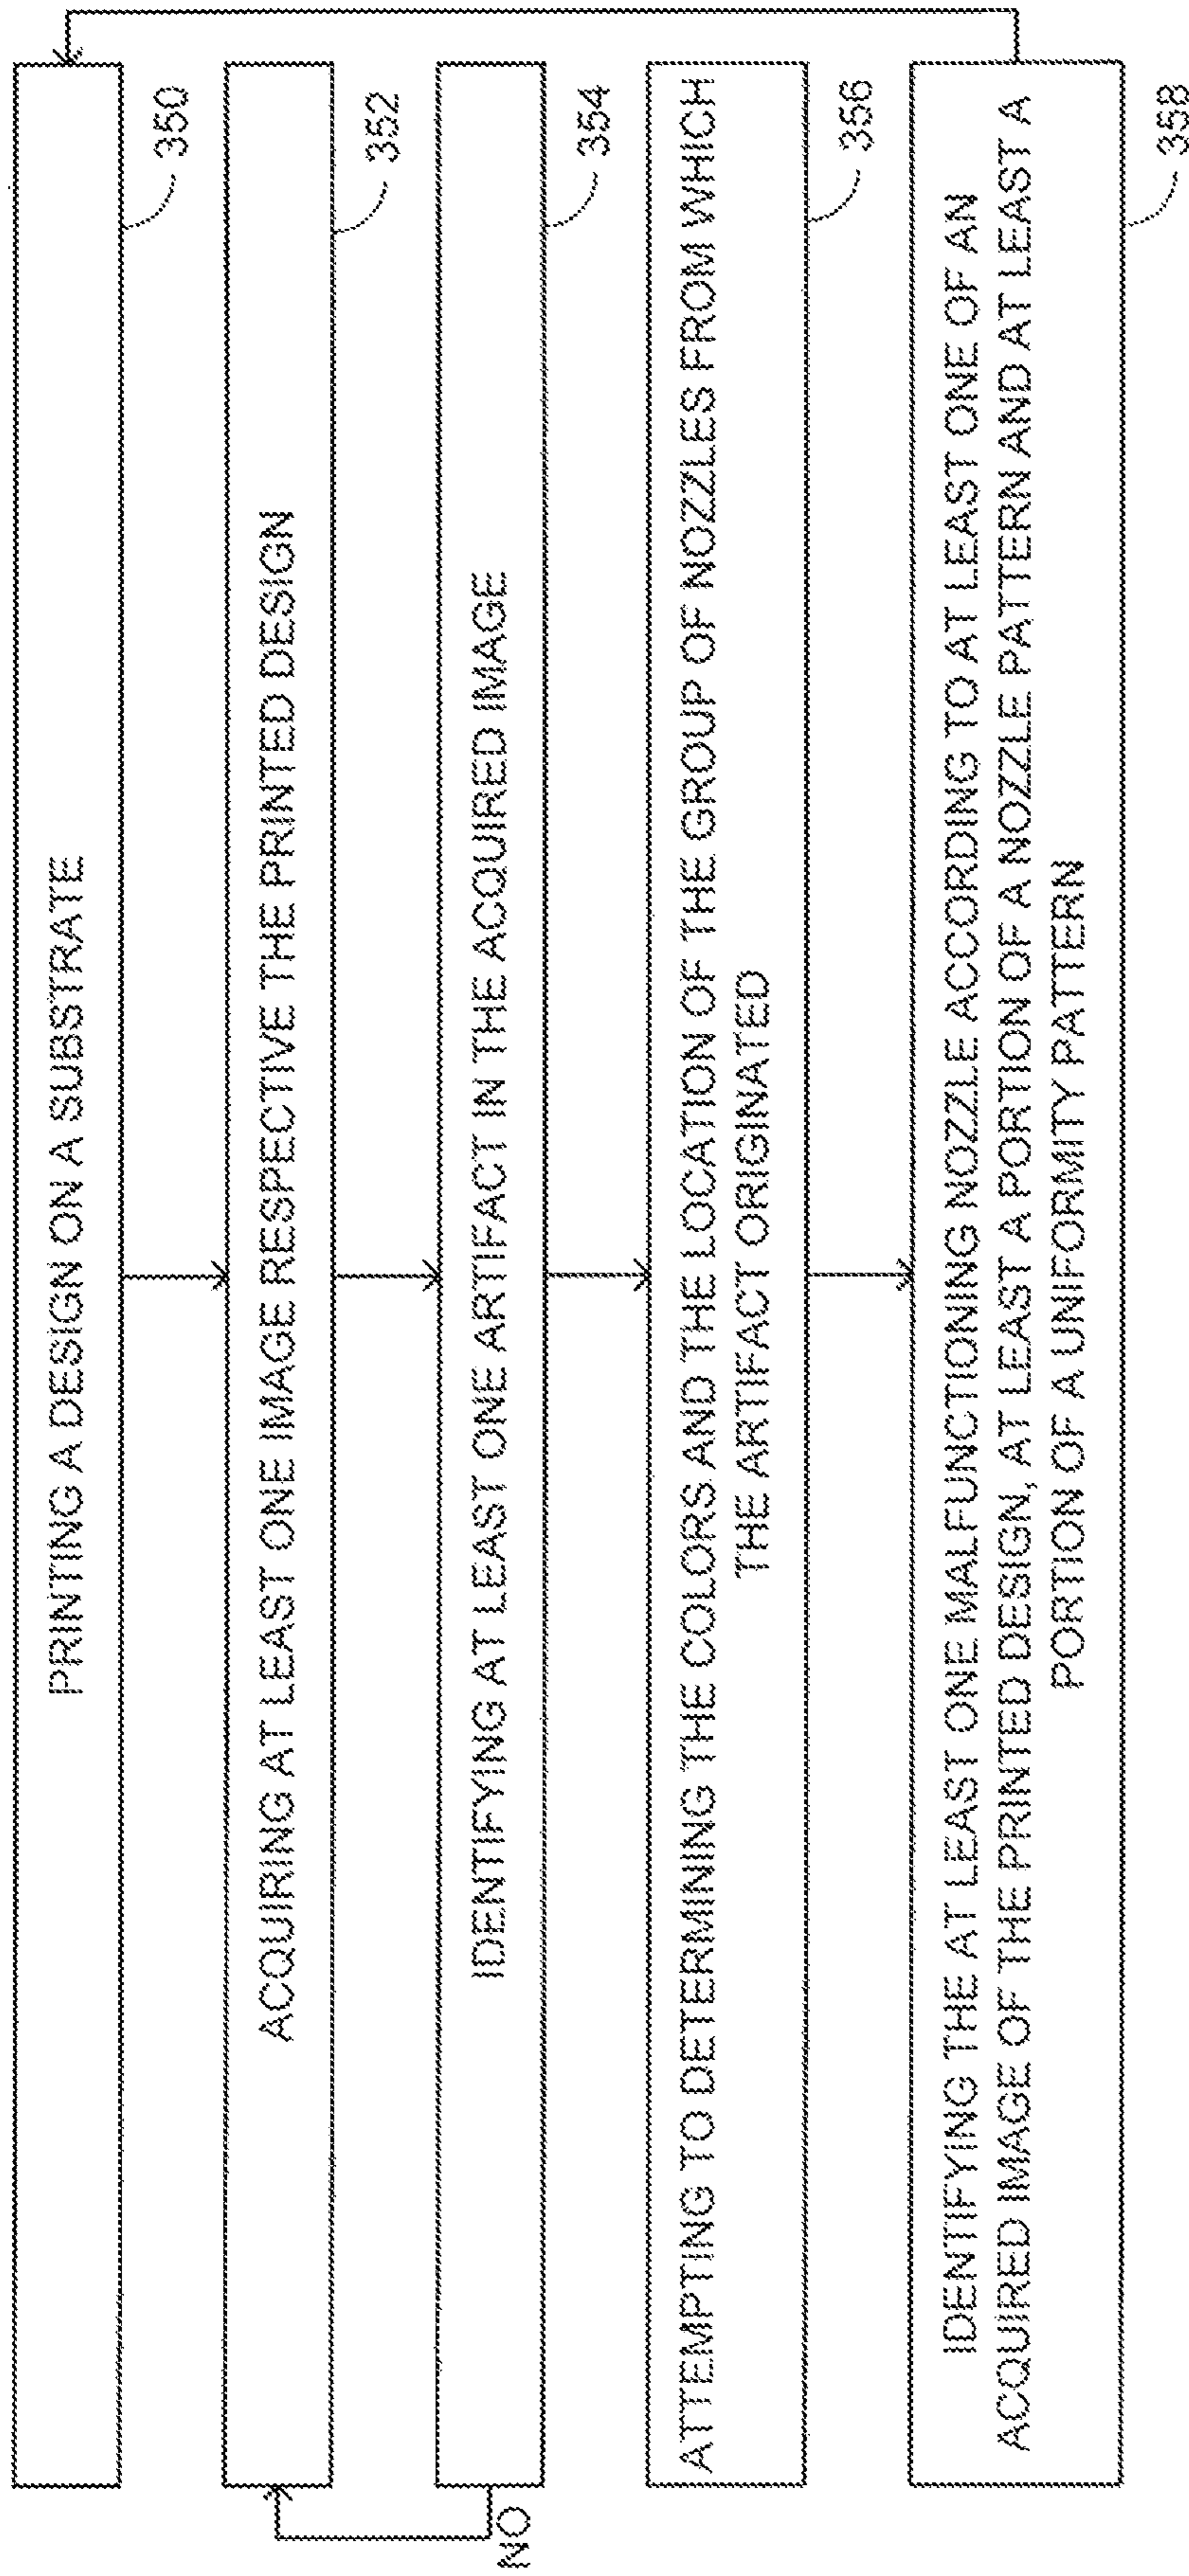 PRINTING A DESIGN ON A SUBSTRATE
350
ACQUIRING AT LEAST ONE IMAGE RESPECTIVE THE PRINTED DESIGN
352
IDENTIFYING AT LEAST ONE ARTIFACT IN THE ACQUIRED IMAGE
354
NO
ATTEMPTING TO DETERMINING THE COLORS AND THE LOCATION OF THE GROUP OF NOZZLES FROM WHICH
THE ARTIFACT ORIGINATED
356
IDENTIFYING THE AT LEAST ONE MALFUNCTIONING NOZZLE ACCORDING TO AT LEAST ONE OF AN
ACQUIRED IMAGE OF THE PRINTED DESIGN, AT LEAST A PORTION OF A NOZZLE PATTERN AND AT LEAST A
PORTION OF A UNIFORMITY PATTERN
358